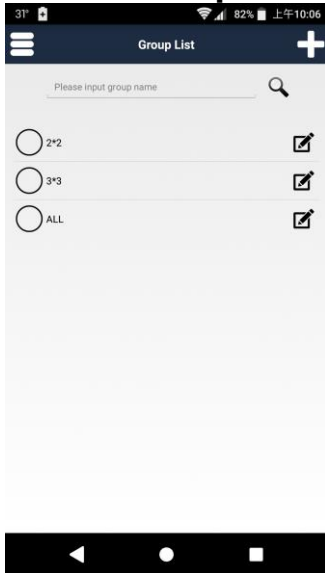 31° 82% 上午10:06
Group List
Please input group name
2*2
3*3
ALL